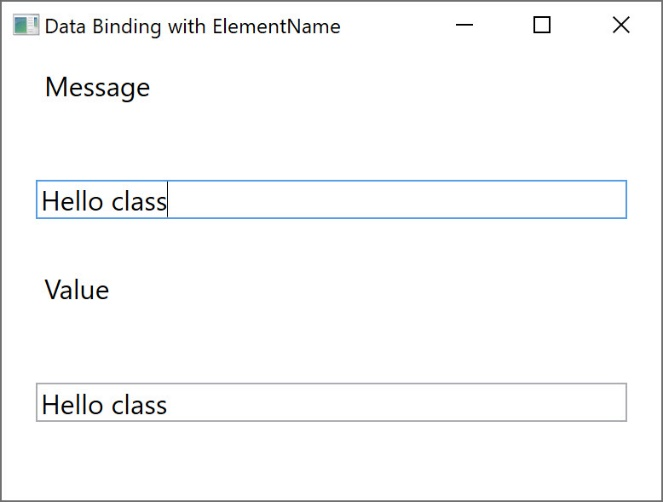 Data Binding with ElementName
Message
Hello class
Value
Hello class